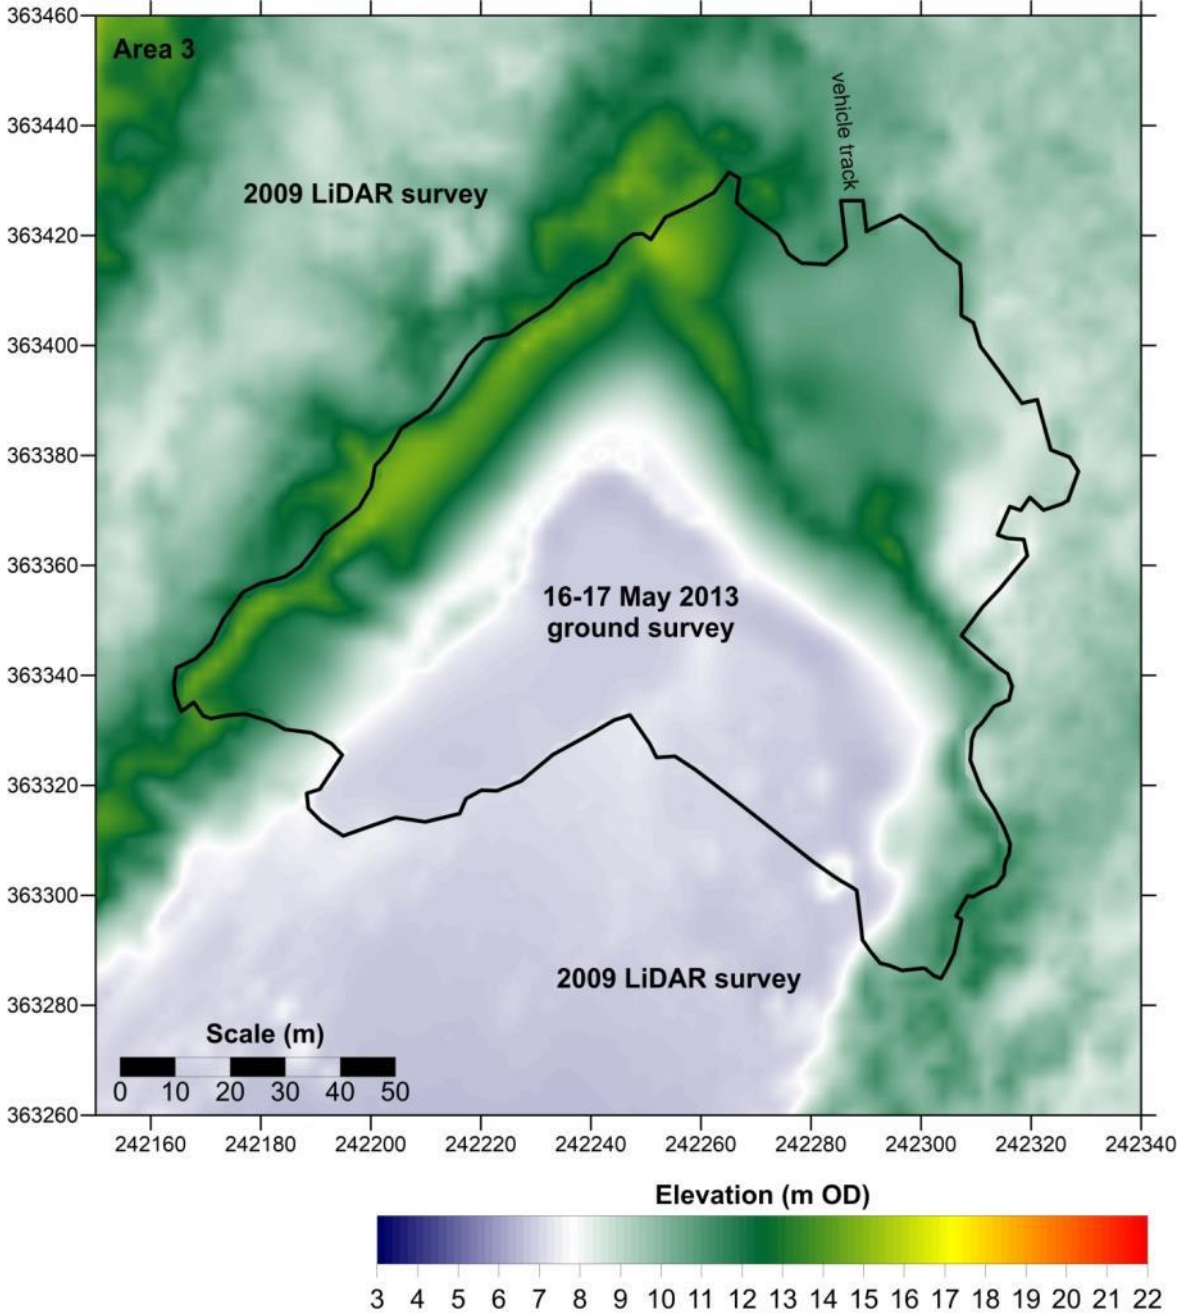 363460
Area 3
vehicle track
363440
2009 LiDAR survey
363420
363400
363380
363360
16-17 May 2013
ground survey
363340
363320
363300
2009 LiDAR survey
363280
Scale (m)
0 10 20 30 40 50
363260
242160 242180 242200 242220 242240 242260 242280 242300 242320 242340
Elevation (m OD)
3 4 5 6 7 8 9 10 11 12 13 14 15 16 17 18 19 20 21 22